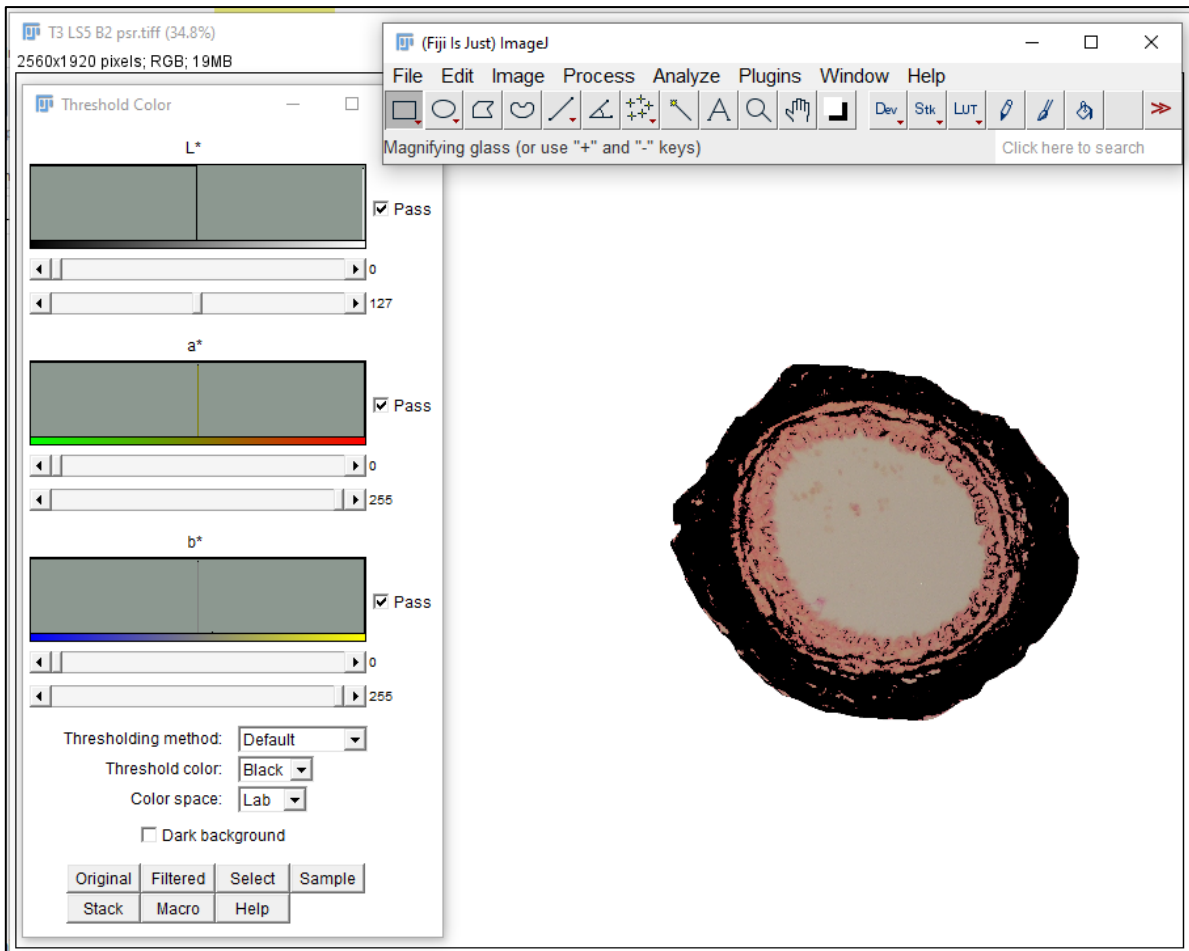 T3 LS5 B2 psr.tiff (34.8%)
2560x1920 pixels; RGB; 19MB
(Fiji Is Just) ImageJ
File Edit Image Process Analyze Plugins Window Help
Dev Stk LUT
Magnifying glass (or use "+" and "-" keys)
Click here to search
Threshold Color
L*
Pass
0
127
a*
Pass
0
255
b*
Pass
0
255
Thresholding method: Default
Threshold color: Black
Color space: Lab
Dark background
Original Filtered Select Sample
Stack Macro Help